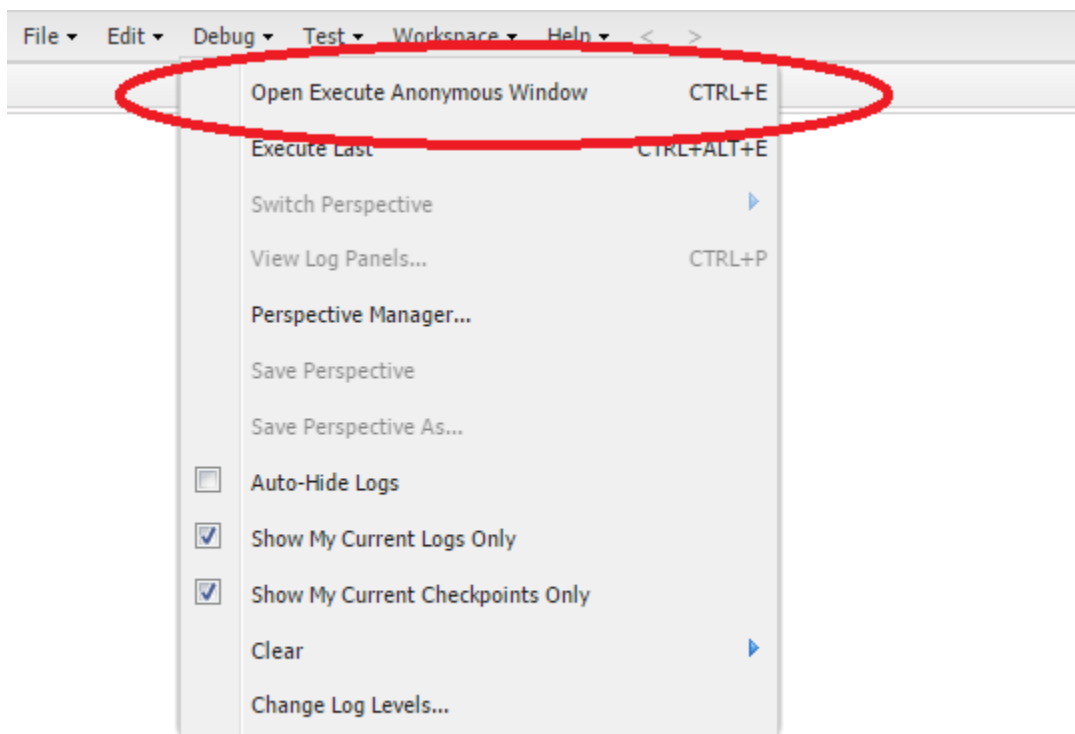 File Edit Debug Test Workspace Help < >
Open Execute Anonymous Window CTRL+E
Execute Last CTRL+ALT+E
Switch Perspective
View Log Panels... CTRL+P
Perspective Manager...
Save Perspective
Save Perspective As...
Auto-Hide Logs
Show My Current Logs Only
Show My Current Checkpoints Only
Clear
Change Log Levels...